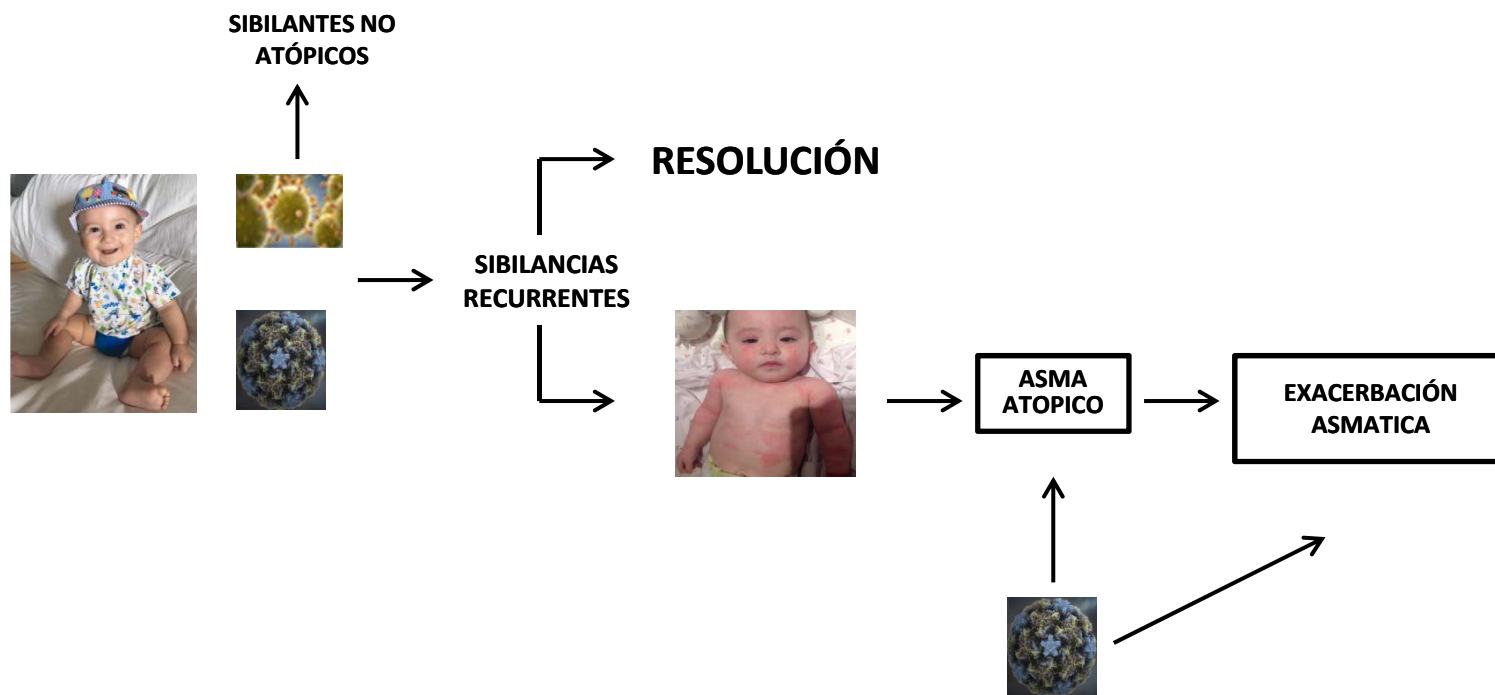 SIBILANTES NO
ATÓPICOS
RESOLUCIÓN
SIBILANCIAS
RECURRENTES
ASMA
ATOPICO
EXACERBACIÓN
ASMATICA